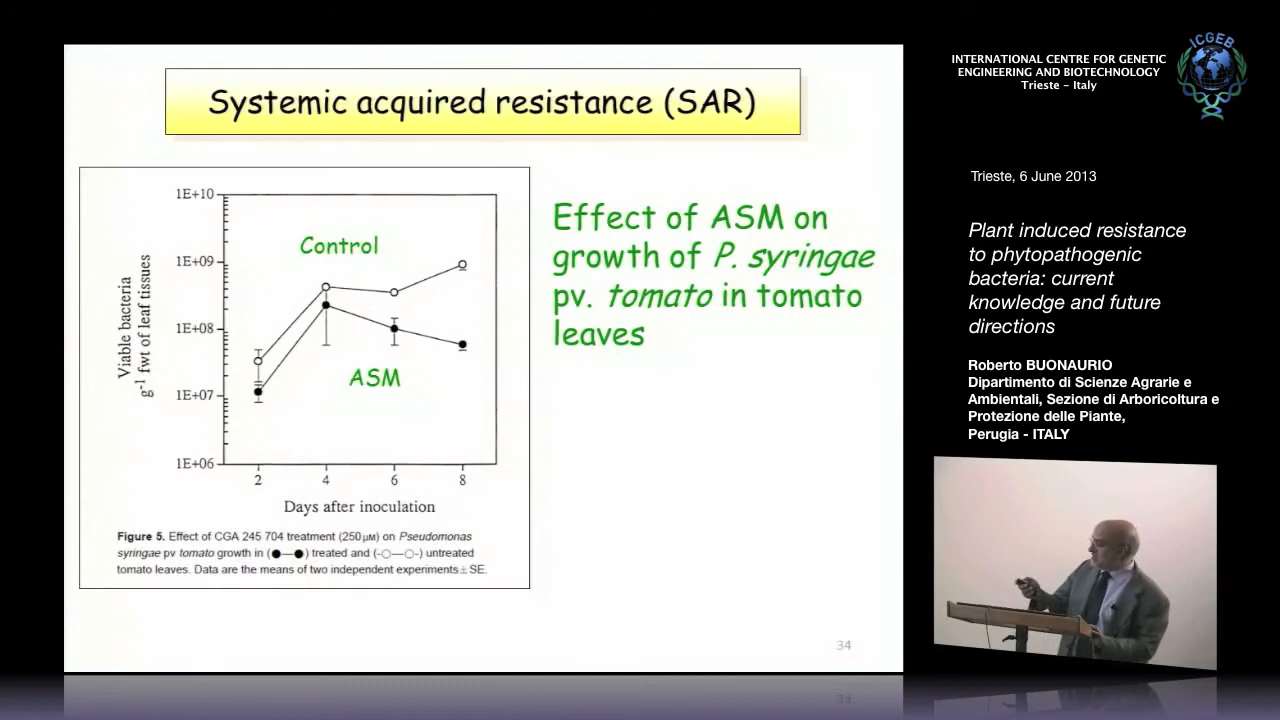 Systemic acquired resistance (SAR)
1E+10
1E+09
1E+08
1E+07
1E+06
Viable bacteria
g-1 fwt of leaf tissues
Control
ASM
2 4 6 8
Days after inoculation
Figure 5. Effect of CGA 245 704 treatment (250 µM) on Pseudomonas
syringae pv tomato growth in (●—●) treated and (-○—○-) untreated
tomato leaves. Data are the means of two independent experiments ± SE.
Effect of ASM on
growth of P. syringae
pv. tomato in tomato
leaves
34
INTERNATIONAL CENTRE FOR GENETIC
ENGINEERING AND BIOTECHNOLOGY
Trieste - Italy
ICGEB
Trieste, 6 June 2013
Plant induced resistance
to phytopathogenic
bacteria: current
knowledge and future
directions
Roberto BUONAURIO
Dipartimento di Scienze Agrarie e
Ambientali, Sezione di Arboricoltura e
Protezione delle Piante,
Perugia - ITALY